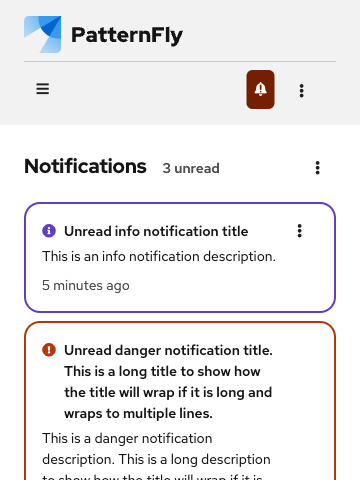 PatternFly
Notifications 3 unread
Unread info notification title
This is an info notification description.
5 minutes ago
Unread danger notification title.
This is a long title to show how
the title will wrap if it is long and
wraps to multiple lines.
This is a danger notification
description. This is a long description
to show how the title will wrap if it is